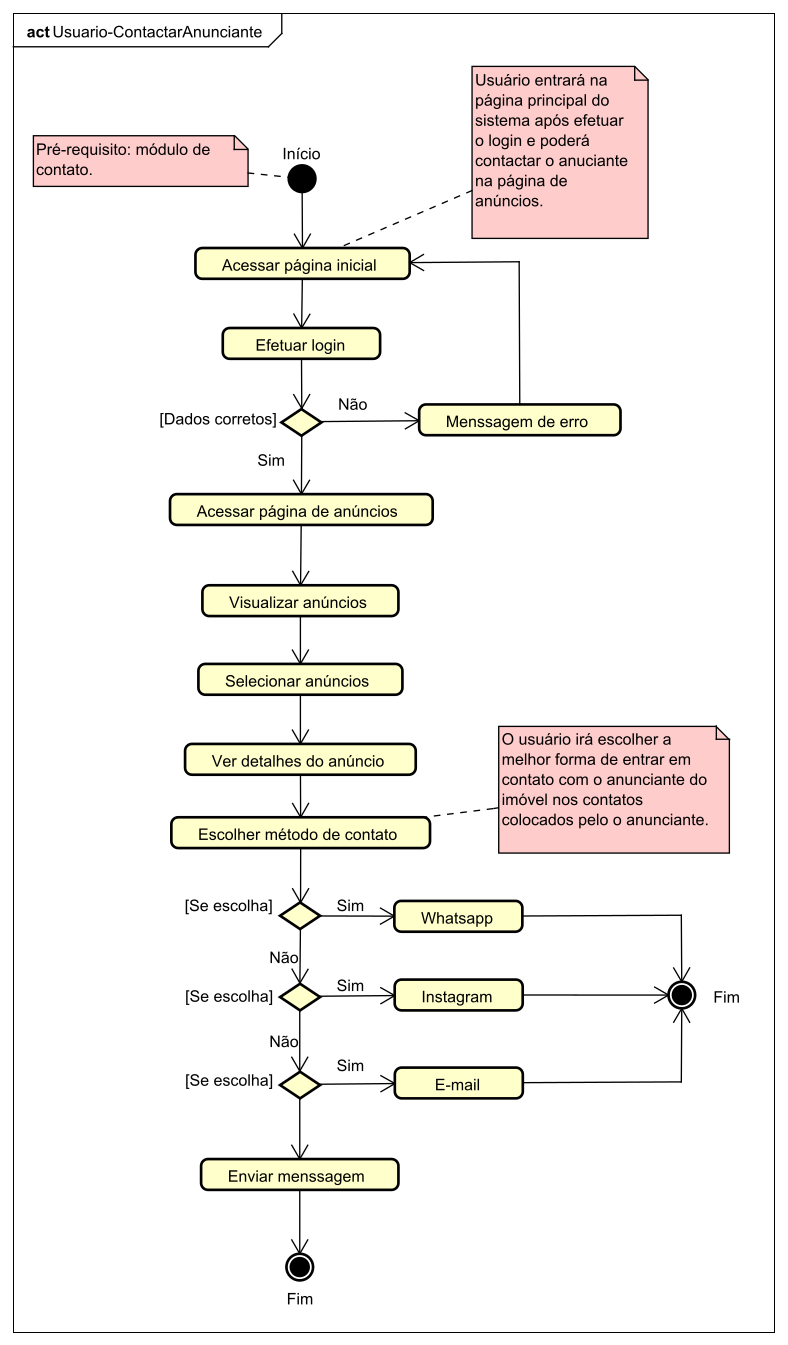 act Usuario-ContactarAnunciante
Usuário entrará na
página principal do
sistema após efetuar
o login e poderá
contactar o anuciante
na página de
anúncios.
Pré-requisito: módulo de
contato.
Início
Acessar página inicial
Efetuar login
[Dados corretos]
Não
Menssagem de erro
Sim
Acessar página de anúncios
Visualizar anúncios
Selecionar anúncios
Ver detalhes do anúncio
O usuário irá escolher a
melhor forma de entrar em
contato com o anunciante do
imóvel nos contatos
colocados pelo o anunciante.
Escolher método de contato
[Se escolha]
Sim
Whatsapp
Não
[Se escolha]
Sim
Instagram
Fim
Não
[Se escolha]
Sim
E-mail
Enviar menssagem
Fim